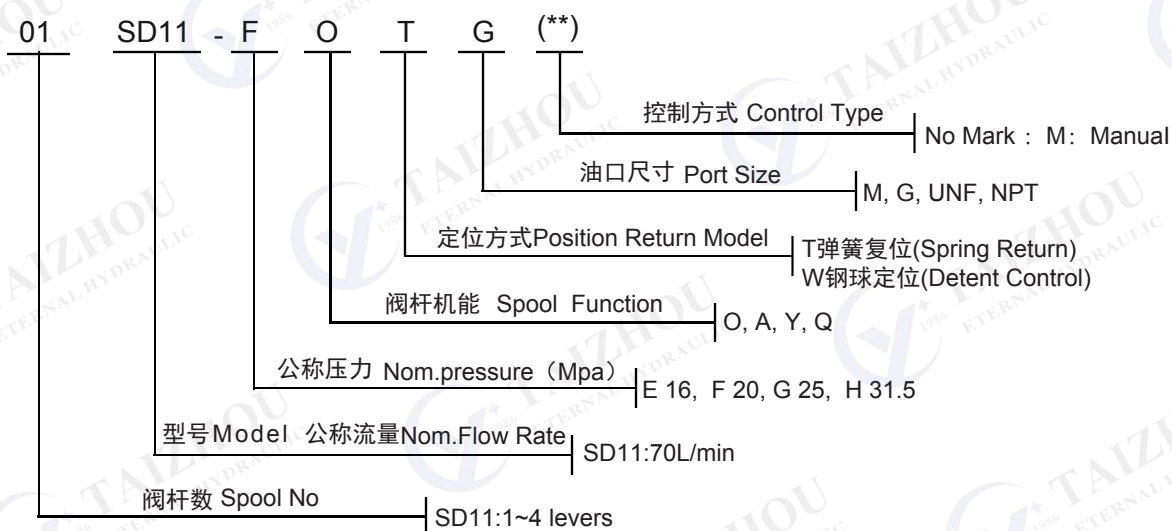 01 SD11 - F O T G (**)
控制方式 Control Type
No Mark : M: Manual
油口尺寸 Port Size
M, G, UNF, NPT
定位方式Position Return Model
T弹簧复位(Spring Return)
W钢球定位(Detent Control)
阀杆机能 Spool Function
O, A, Y, Q
公称压力 Nom.pressure（Mpa）
E 16, F 20, G 25, H 31.5
型号Model 公称流量Nom.Flow Rate
SD11:70L/min
阀杆数 Spool No
SD11:1~4 levers
TAIZHOU
ETERNAL HYDRAULIC
1986